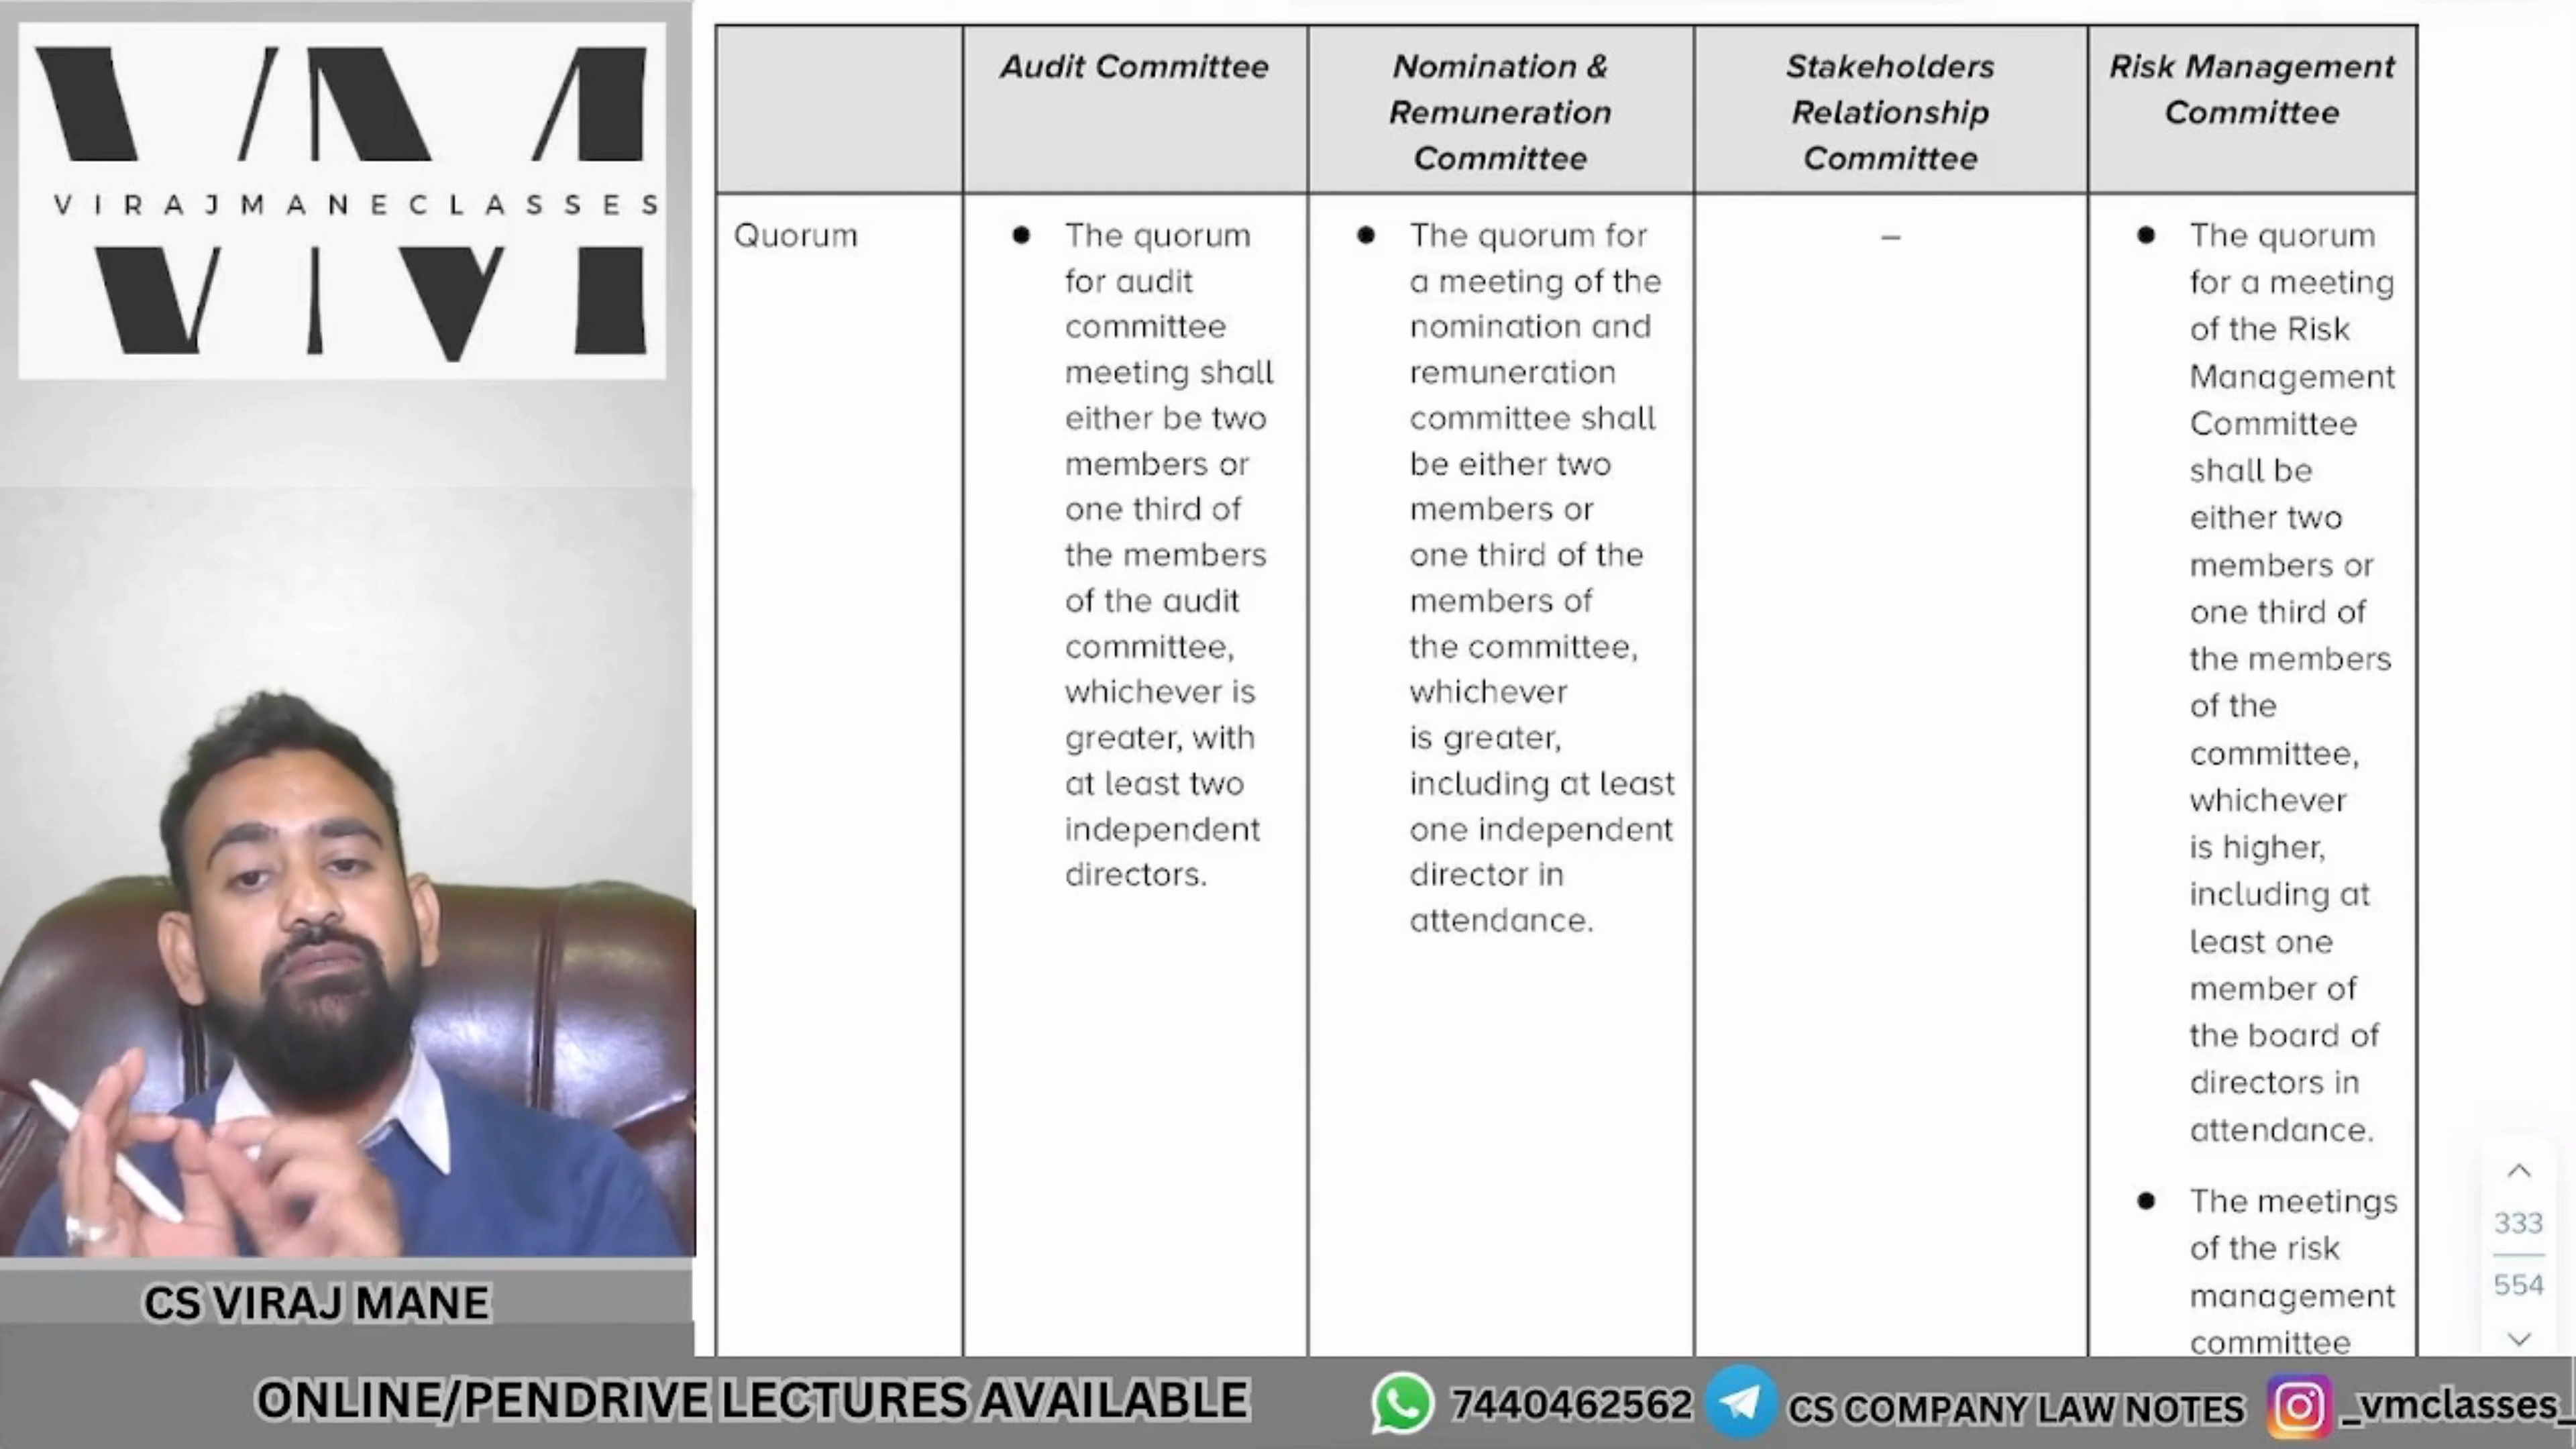 VIRAJMANECLASSES
CS VIRAJ MANE
Audit Committee
Nomination &
Remuneration
Committee
Stakeholders
Relationship
Committee
Risk Management
Committee
Quorum
● The quorum
for audit
committee
meeting shall
either be two
members or
one third of
the members
of the audit
committee,
whichever is
greater, with
at least two
independent
directors.
● The quorum for
a meeting of the
nomination and
remuneration
committee shall
be either two
members or
one third of the
members of
the committee,
whichever
is greater,
including at least
one independent
director in
attendance.
–
● The quorum
for a meeting
of the Risk
Management
Committee
shall be
either two
members or
one third of
the members
of the
committee,
whichever
is higher,
including at
least one
member of
the board of
directors in
attendance.
● The meetings
of the risk
management
committee
333
554
ONLINE/PENDRIVE LECTURES AVAILABLE
7440462562
CS COMPANY LAW NOTES
_vmclasses_